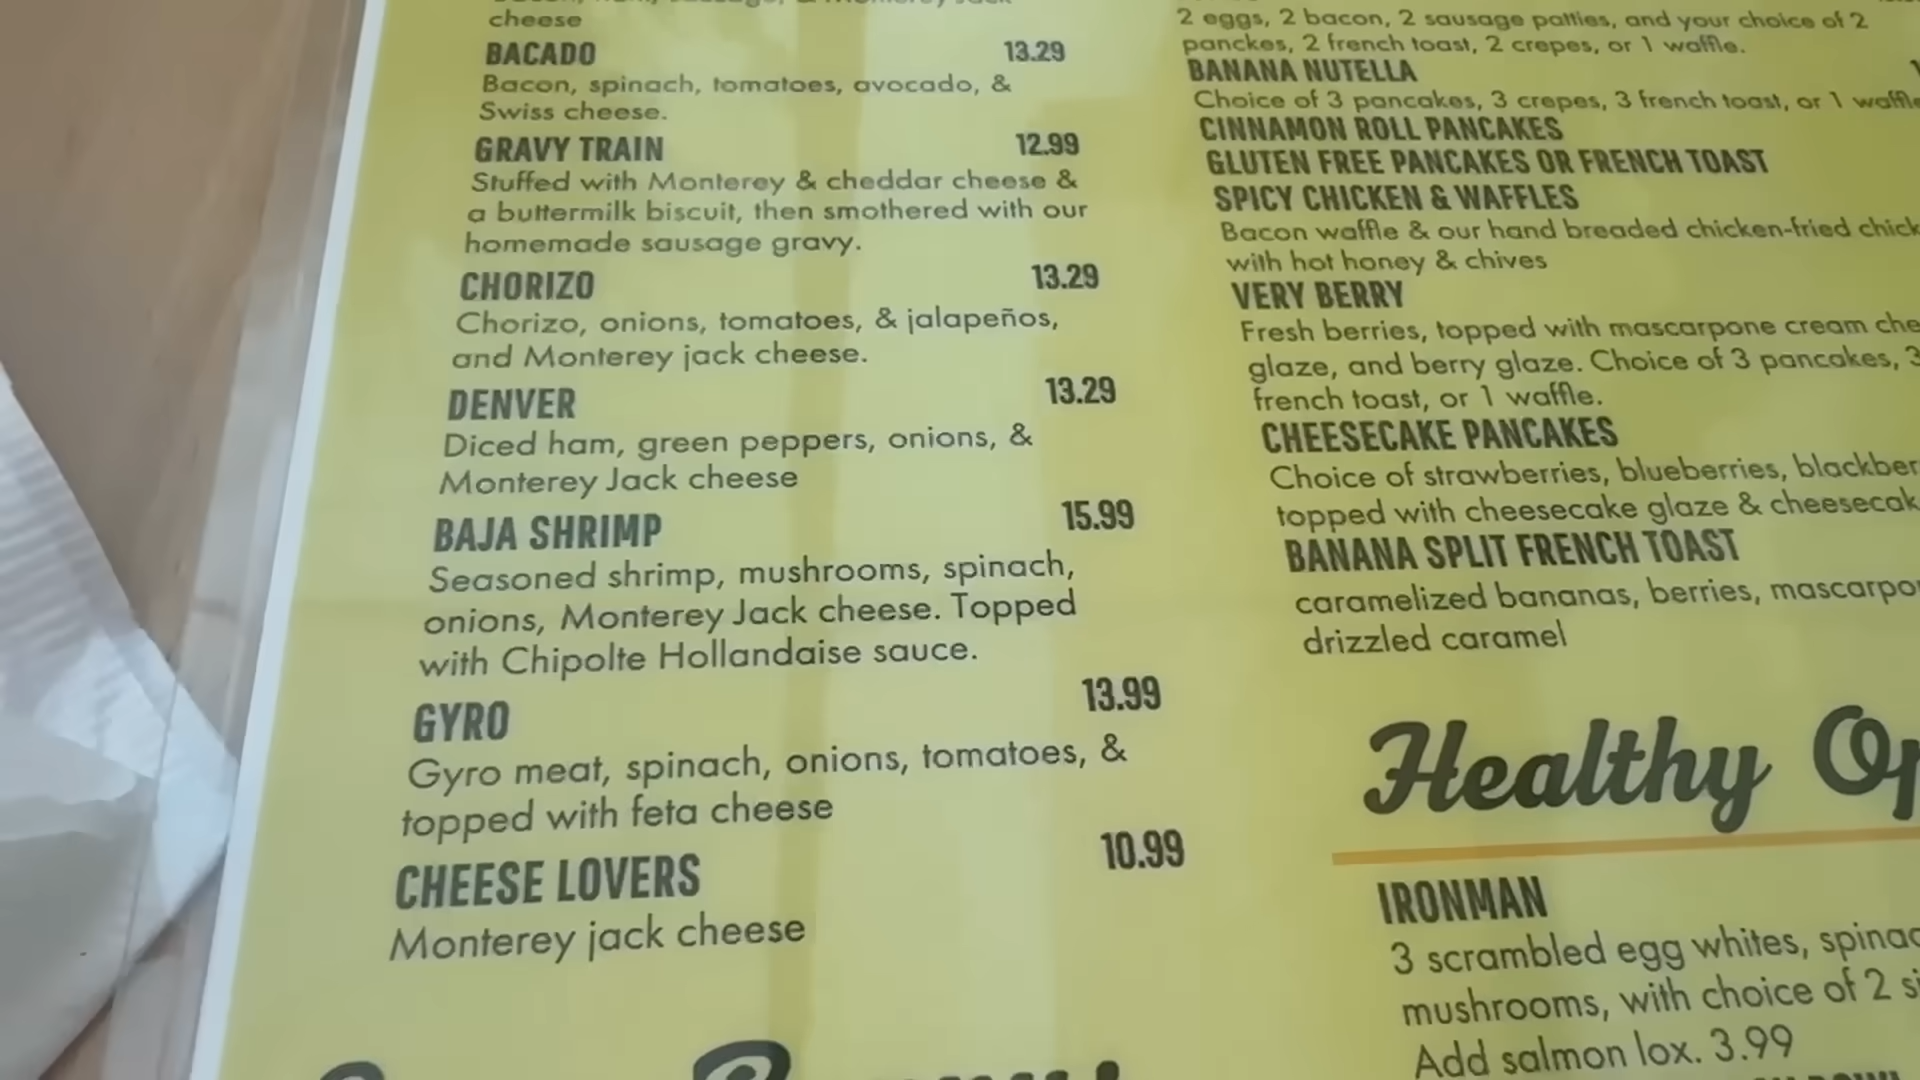 cheese
BACADO 13.29
Bacon, spinach, tomatoes, avocado, &
Swiss cheese.
GRAVY TRAIN 12.99
Stuffed with Monterey & cheddar cheese &
a buttermilk biscuit, then smothered with our
homemade sausage gravy.
CHORIZO 13.29
Chorizo, onions, tomatoes, & jalapeños,
and Monterey jack cheese.
DENVER 13.29
Diced ham, green peppers, onions, &
Monterey Jack cheese
BAJA SHRIMP 15.99
Seasoned shrimp, mushrooms, spinach,
onions, Monterey Jack cheese. Topped
with Chipolte Hollandaise sauce.
GYRO 13.99
Gyro meat, spinach, onions, tomatoes, &
topped with feta cheese
CHEESE LOVERS 10.99
Monterey jack cheese
2 eggs, 2 bacon, 2 sausage patties, and your choice of 2
panckes, 2 french toast, 2 crepes, or 1 waffle.
BANANA NUTELLA
Choice of 3 pancakes, 3 crepes, 3 french toast, or 1 waffle
CINNAMON ROLL PANCAKES
GLUTEN FREE PANCAKES OR FRENCH TOAST
SPICY CHICKEN & WAFFLES
Bacon waffle & our hand breaded chicken-fried chick
with hot honey & chives
VERY BERRY
Fresh berries, topped with mascarpone cream che
glaze, and berry glaze. Choice of 3 pancakes, 3
french toast, or 1 waffle.
CHEESECAKE PANCAKES
Choice of strawberries, blueberries, blackber
topped with cheesecake glaze & cheesecak
BANANA SPLIT FRENCH TOAST
caramelized bananas, berries, mascarpo
drizzled caramel
Healthy Op
IRONMAN
3 scrambled egg whites, spinac
mushrooms, with choice of 2 si
Add salmon lox. 3.99